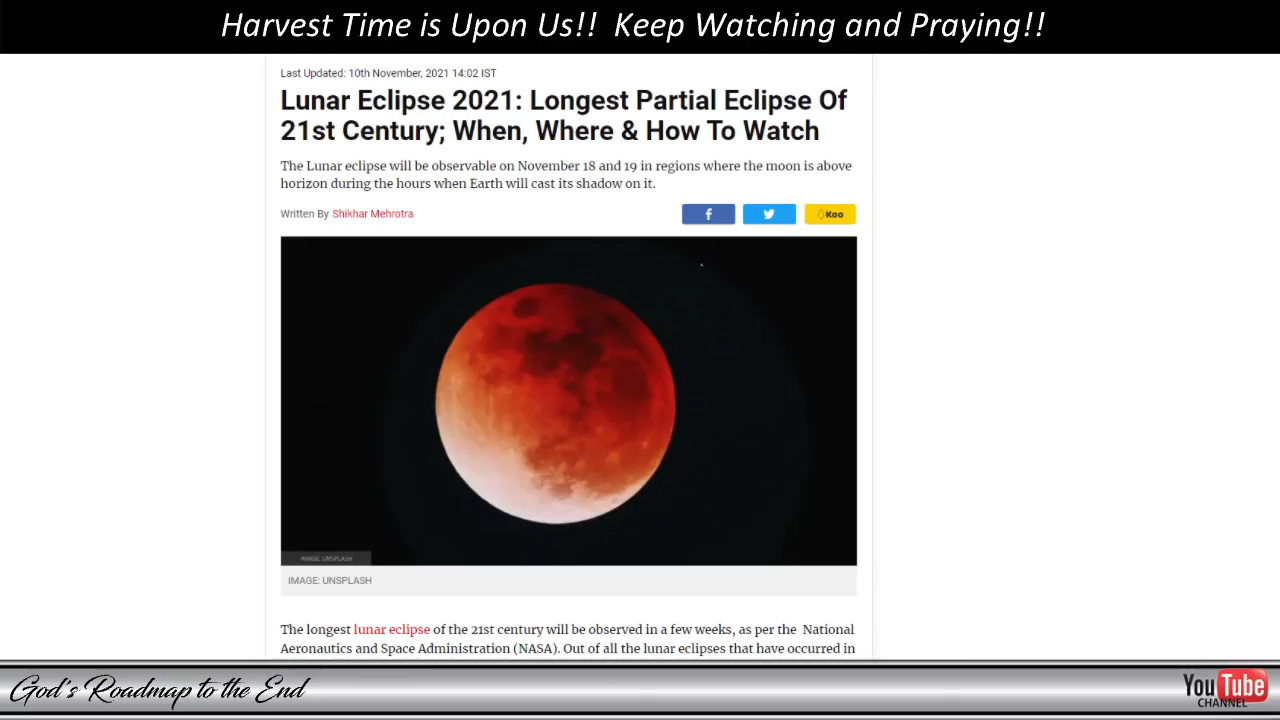 Harvest Time is Upon Us!! Keep Watching and Praying!!
Last Updated: 10th November, 2021 14:02 IST
Lunar Eclipse 2021: Longest Partial Eclipse Of
21st Century; When, Where & How To Watch
The Lunar eclipse will be observable on November 18 and 19 in regions where the moon is above
horizon during the hours when Earth will cast its shadow on it.
Written By Shikhar Mehrotra
Koo
IMAGE: UNSPLASH
IMAGE: UNSPLASH
The longest lunar eclipse of the 21st century will be observed in a few weeks, as per the National
Aeronautics and Space Administration (NASA). Out of all the lunar eclipses that have occurred in
God's Roadmap to the End
YouTube
CHANNEL